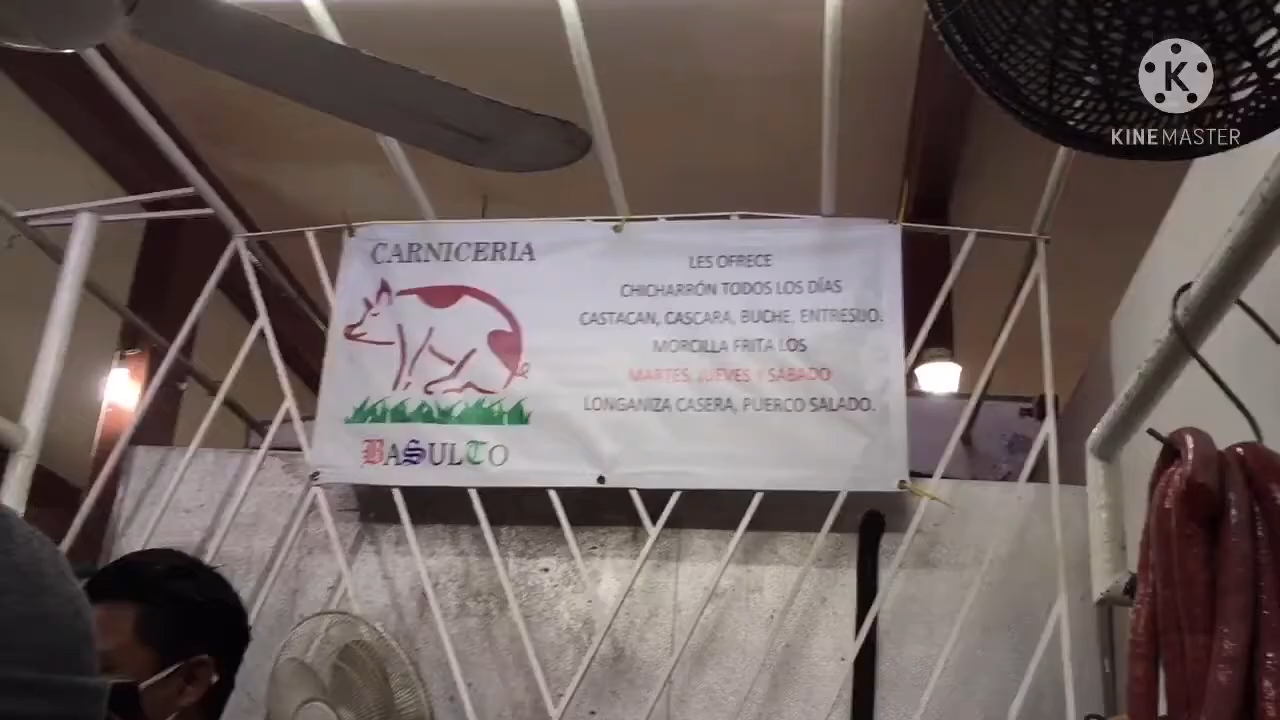 CARNICERIA
BASULTO
LES OFRECE
CHICHARRÓN TODOS LOS DÍAS
CASTACAN, CASCARA, BUCHE, ENTRESIJO.
MORCILLA FRITA LOS
MARTES, JUEVES Y SABADO
LONGANIZA CASERA, PUERCO SALADO.
K
KINEMASTER